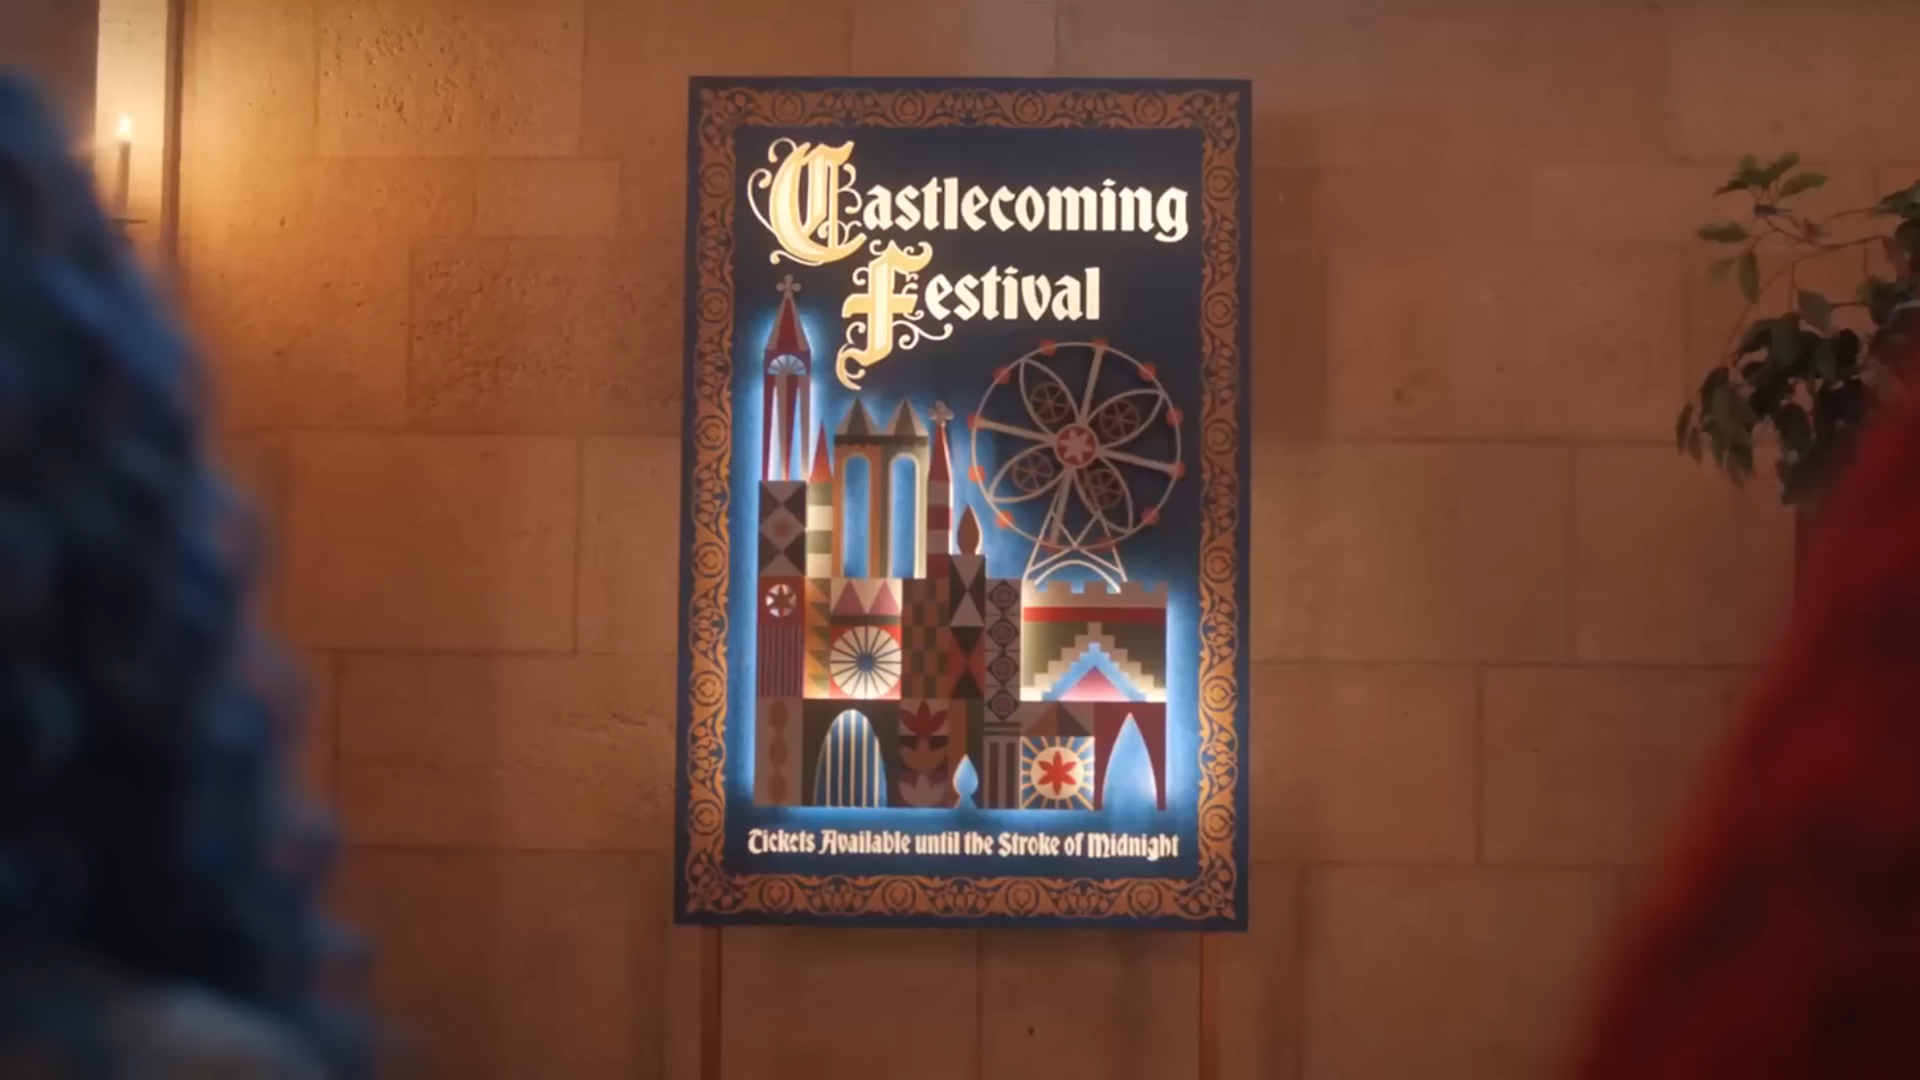 Castlecoming
Festival
Tickets Available until the Stroke of Midnight